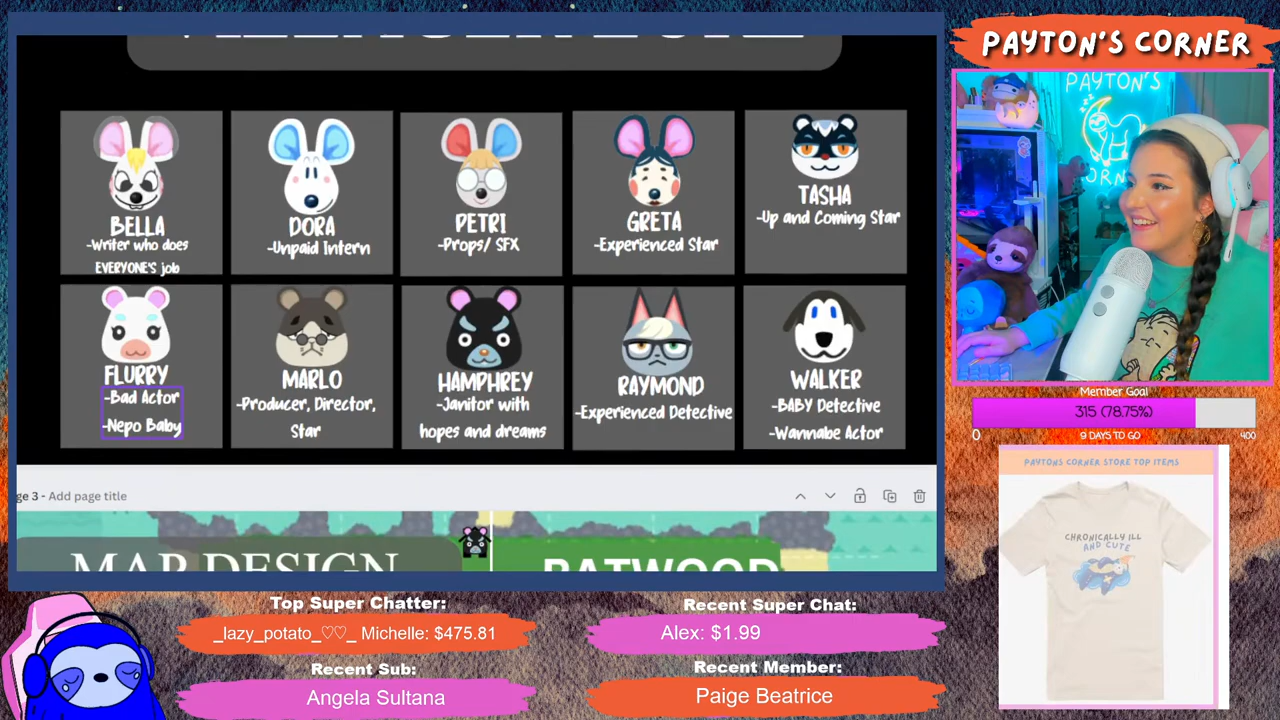 PAYTON'S CORNER
PAYTON'S
BELLA
-Writer who does
EVERYONE'S job
DORA
-Unpaid Intern
PETRI
-Props/ SFX
GRETA
-Experienced Star
TASHA
-Up and Coming Star
FLURRY
-Bad Actor
-Nepo Baby
MARLO
-Producer, Director,
Star
HAMPHREY
-Janitor with
hopes and dreams
RAYMOND
-Experienced Detective
WALKER
-BABY Detective
-Wannabe Actor
ge 3 - Add page title
MAP DESIGN
RATWOOD
Member Goal
315 (78.75%)
0
9 DAYS TO GO
400
PAYTONS CORNER STORE TOP ITEMS
CHRONICALLY ILL
AND CUTE
Top Super Chatter:
_lazy_potato_♡♡_ Michelle: $475.81
Recent Super Chat:
Alex: $1.99
Recent Sub:
Angela Sultana
Recent Member:
Paige Beatrice